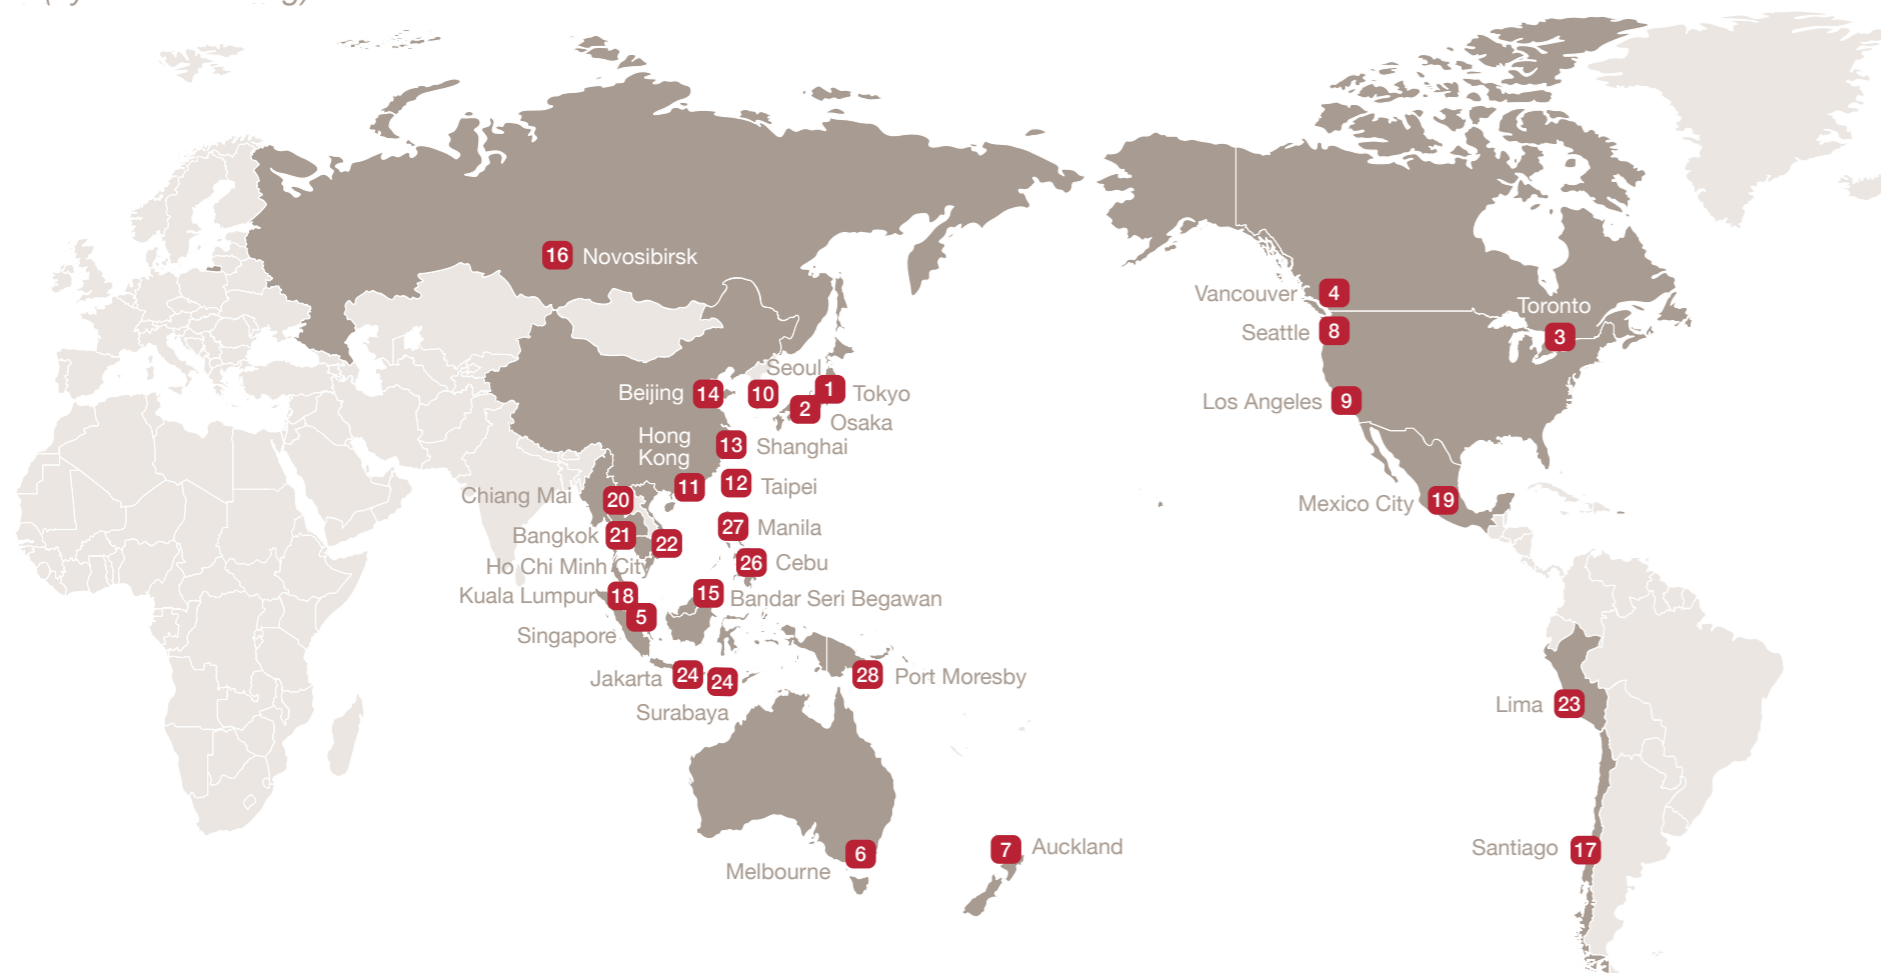 16 Novosibirsk
Vancouver 4
Toronto
Seattle 8
3
Seoul
Beijing 14
10
1 Tokyo
2
Osaka
Los Angeles 9
Hong
Kong
13 Shanghai
11
12 Taipei
Chiang Mai 20
Mexico City 19
Bangkok 21
22
27 Manila
Ho Chi Minh City
26 Cebu
Kuala Lumpur 18
15 Bandar Seri Begawan
5
Singapore
Jakarta 24
24
Surabaya
28 Port Moresby
Lima 23
6
Melbourne
7 Auckland
Santiago 17